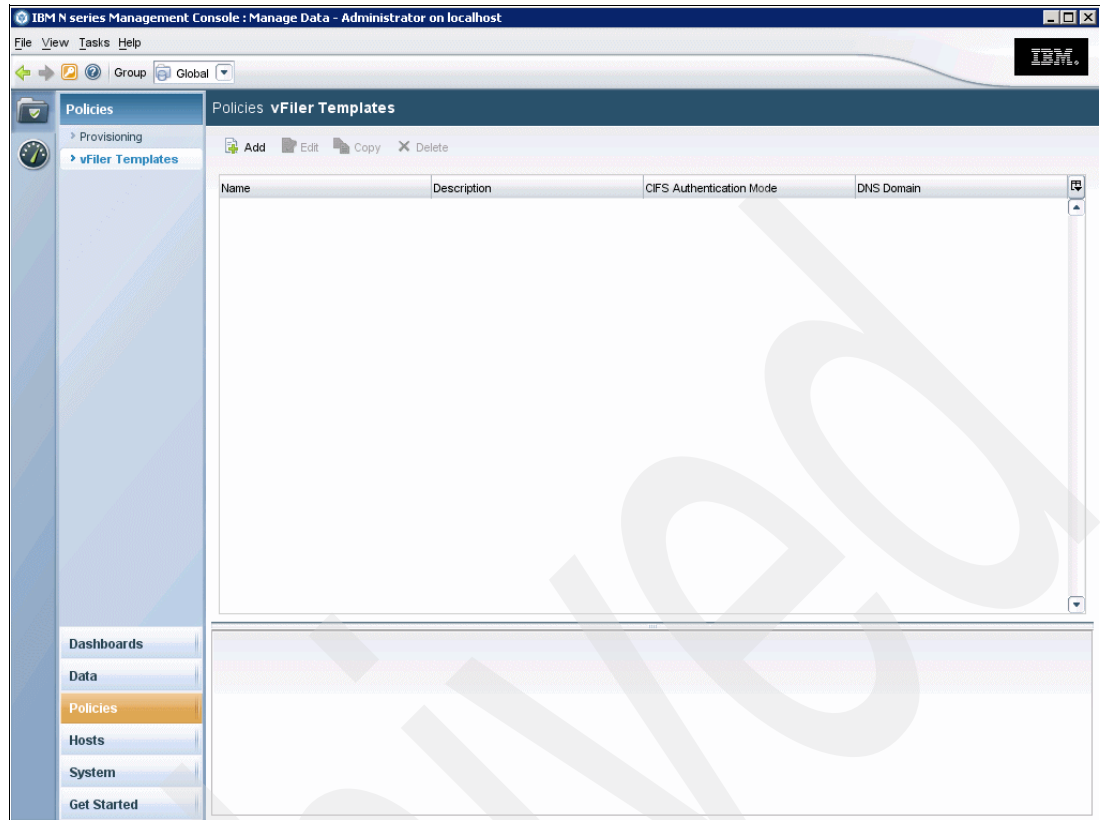 IBM N series Management Console : Manage Data - Administrator on localhost
File View Tasks Help
Group Global
IBM.
Policies
Provisioning
vFiler Templates
Policies vFiler Templates
Add Edit Copy Delete
Name Description CIFS Authentication Mode DNS Domain
Dashboards
Data
Policies
Hosts
System
Get Started
hived